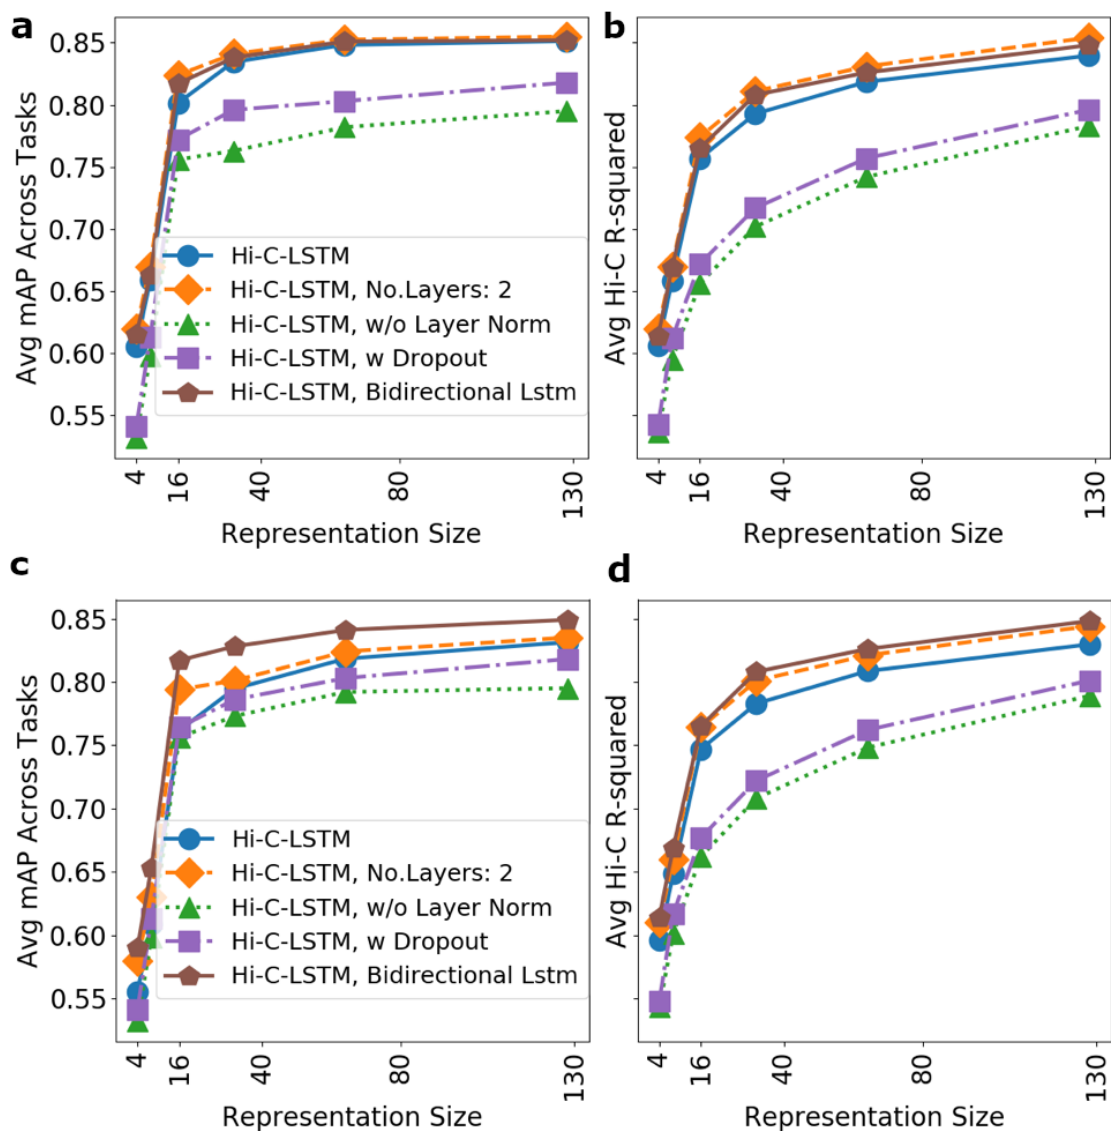 a
0.85
0.80
0.75
0.70
0.65
0.60
0.55
Avg mAP Across Tasks
Hi-C-LSTM
Hi-C-LSTM, No.Layers: 2
Hi-C-LSTM, w/o Layer Norm
Hi-C-LSTM, w Dropout
Hi-C-LSTM, Bidirectional Lstm
4
16
40
80
130
Representation Size
b
Avg Hi-C R-squared
4
16
40
80
130
Representation Size
c
0.85
0.80
0.75
0.70
0.65
0.60
0.55
Avg mAP Across Tasks
Hi-C-LSTM
Hi-C-LSTM, No.Layers: 2
Hi-C-LSTM, w/o Layer Norm
Hi-C-LSTM, w Dropout
Hi-C-LSTM, Bidirectional Lstm
4
16
40
80
130
Representation Size
d
Avg Hi-C R-squared
4
16
40
80
130
Representation Size